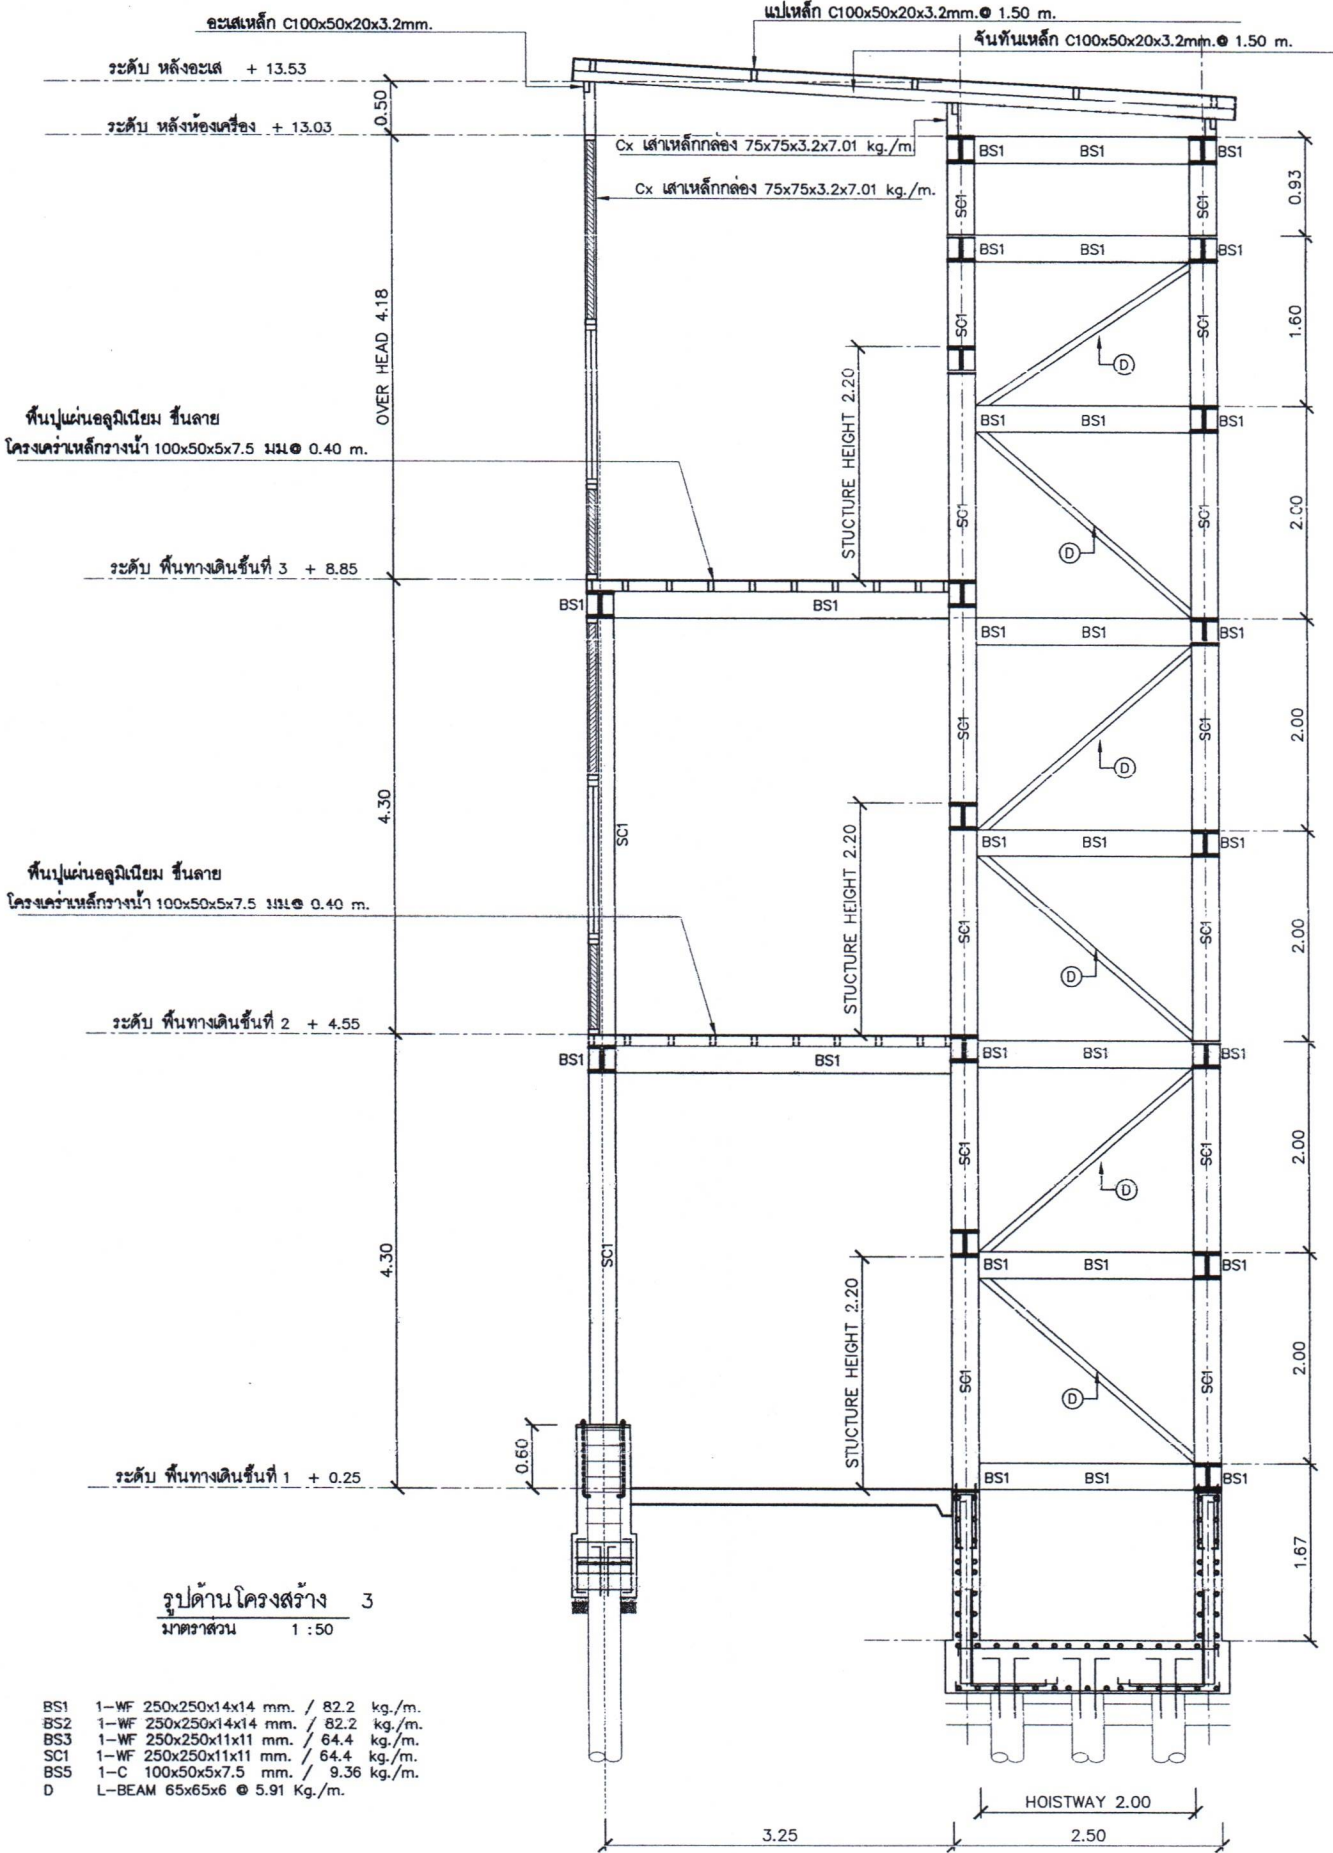 อะเสเหล็ก C100x50x20x3.2mm.
แปเหล็ก C100x50x20x3.2mm.@ 1.50 m.
จันทันเหล็ก C100x50x20x3.2mm.@ 1.50 m.
ระดับ หลังอะเส + 13.53
0.50
ระดับ หลังห้องเครื่อง + 13.03
Cx เสาเหล็กกล่อง 75x75x3.2x7.01 kg./m.
BS1 BS1 BS1
Cx เสาเหล็กกล่อง 75x75x3.2x7.01 kg./m.
SC1 SC1
0.93
BS1 BS1 BS1
OVER HEAD 4.18
SC1 SC1
1.60
D
STUCTURE HEIGHT 2.20
พื้นปูแผ่นอลูมิเนียม ขึ้นลาย
โครงเคร่าเหล็กรางน้ำ 100x50x5x7.5 มม@ 0.40 m.
BS1 BS1 BS1
SC1 SC1
2.00
D
ระดับ พื้นทางเดินชั้นที่ 3 + 8.85
BS1 BS1
BS1 BS1 BS1
SC1 SC1
2.00
D
4.30
SC1
STUCTURE HEIGHT 2.20
BS1 BS1 BS1
พื้นปูแผ่นอลูมิเนียม ขึ้นลาย
โครงเคร่าเหล็กรางน้ำ 100x50x5x7.5 มม@ 0.40 m.
SC1 SC1
2.00
D
ระดับ พื้นทางเดินชั้นที่ 2 + 4.55
BS1 BS1
BS1 BS1 BS1
SC1 SC1
2.00
D
4.30
SC1
STUCTURE HEIGHT 2.20
BS1 BS1 BS1
SC1 SC1
2.00
D
0.60
ระดับ พื้นทางเดินชั้นที่ 1 + 0.25
BS1 BS1 BS1
1.67
รูปด้านโครงสร้าง 3
มาตราส่วน 1 : 50
BS1 1-WF 250x250x14x14 mm. / 82.2 kg./m.
BS2 1-WF 250x250x14x14 mm. / 82.2 kg./m.
BS3 1-WF 250x250x11x11 mm. / 64.4 kg./m.
SC1 1-WF 250x250x11x11 mm. / 64.4 kg./m.
BS5 1-C 100x50x5x7.5 mm. / 9.36 kg./m.
D L-BEAM 65x65x6 @ 5.91 Kg./m.
HOISTWAY 2.00
3.25 2.50